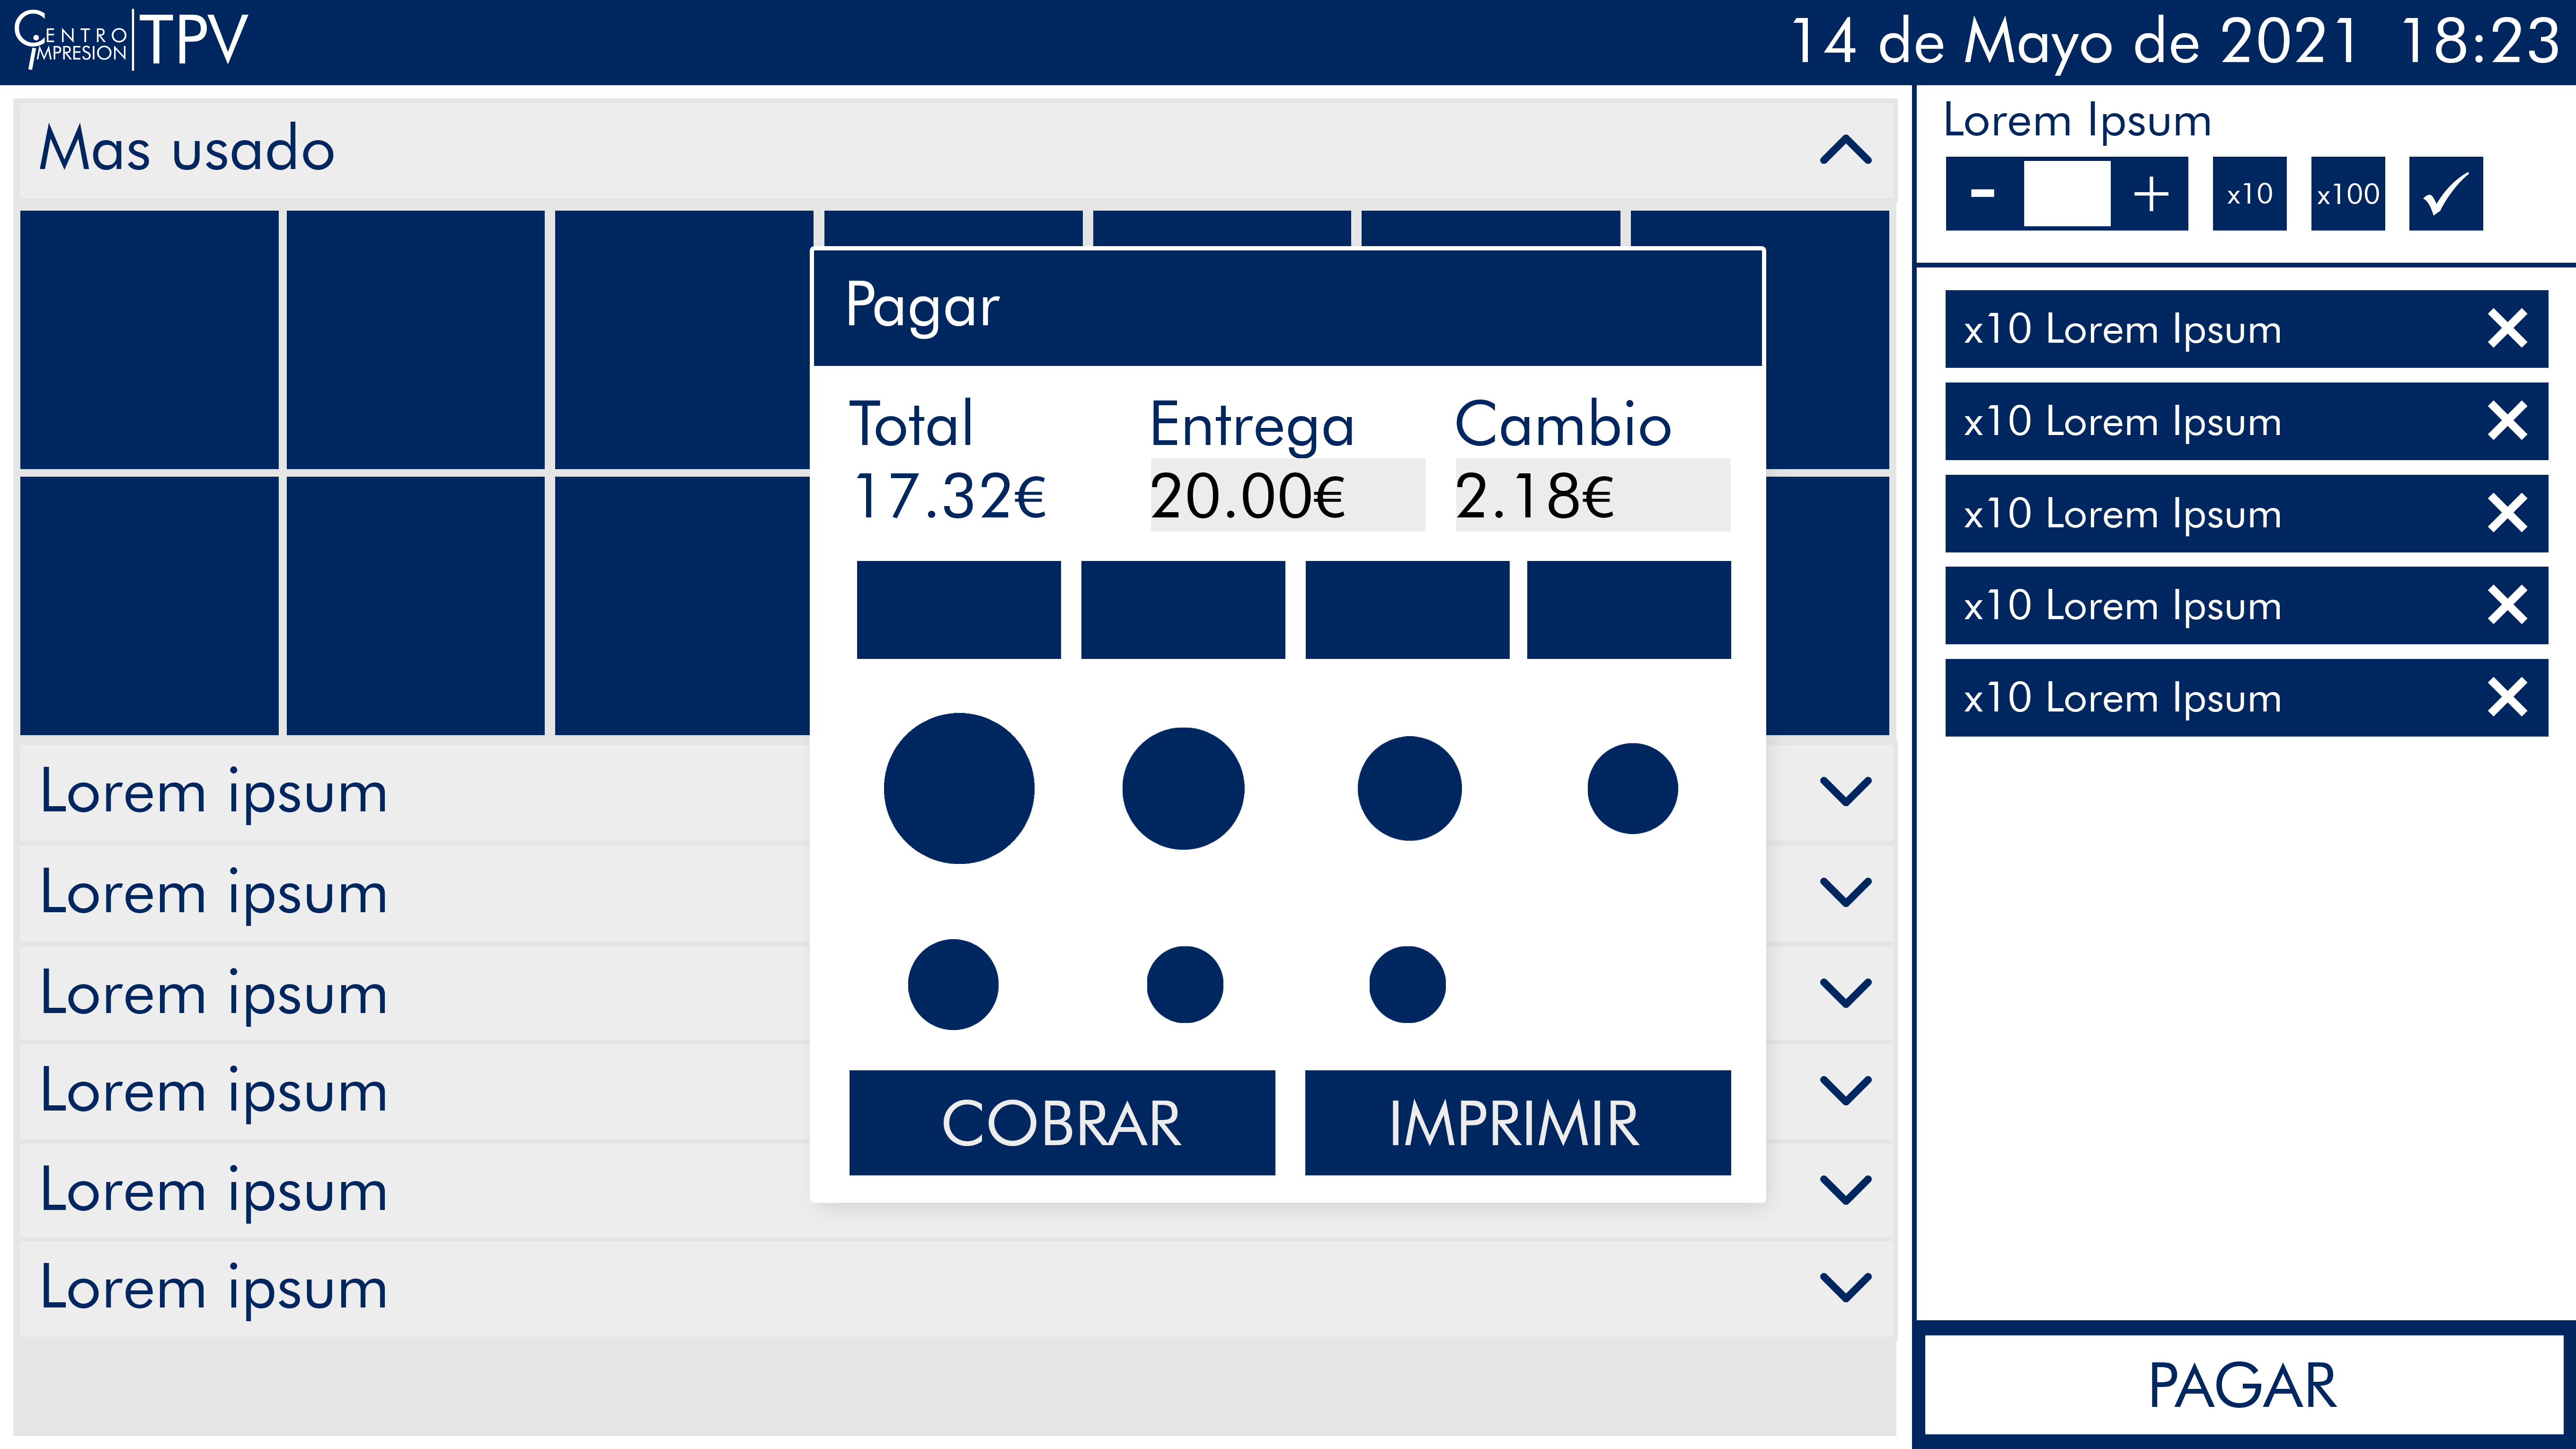 CENTRO
IMPRESION
TPV
14 de Mayo de 2021 18:23
Mas usado
Lorem ipsum
Lorem ipsum
Lorem ipsum
Lorem ipsum
Lorem ipsum
Lorem ipsum
Pagar
Total Entrega Cambio
17.32€ 20.00€ 2.18€
COBRAR IMPRIMIR
Lorem Ipsum
- + x10 x100
x10 Lorem Ipsum
x10 Lorem Ipsum
x10 Lorem Ipsum
x10 Lorem Ipsum
x10 Lorem Ipsum
PAGAR